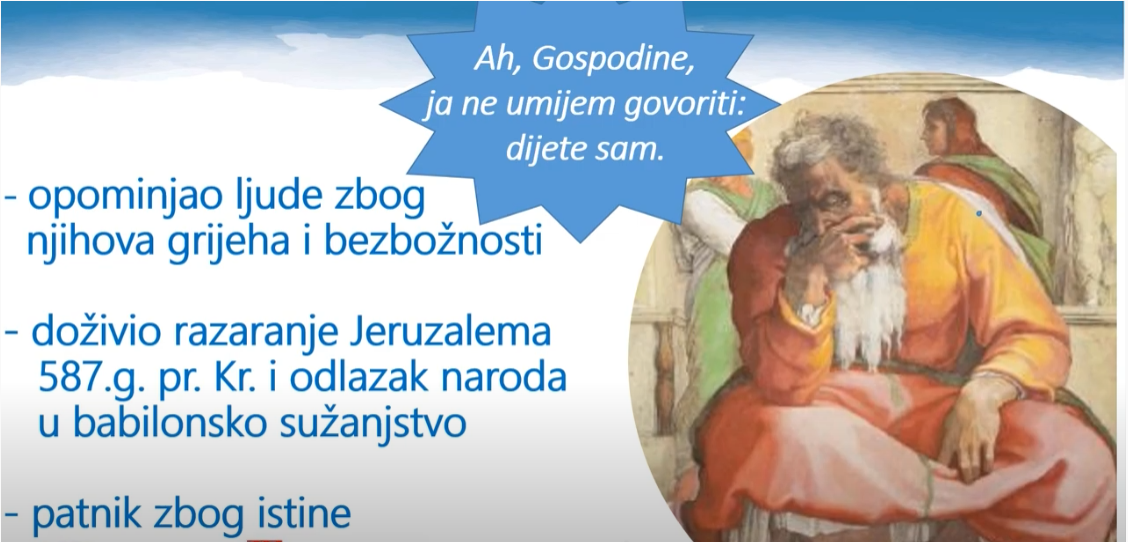 Ah, Gospodine,
ja ne umijem govoriti:
dijete sam.
- opominjao ljude zbog
njihova grijeha i bezbožnosti
- doživio razaranje Jeruzalema
587.g. pr. Kr. i odlazak naroda
u babilonsko sužanjstvo
- patnik zbog istine